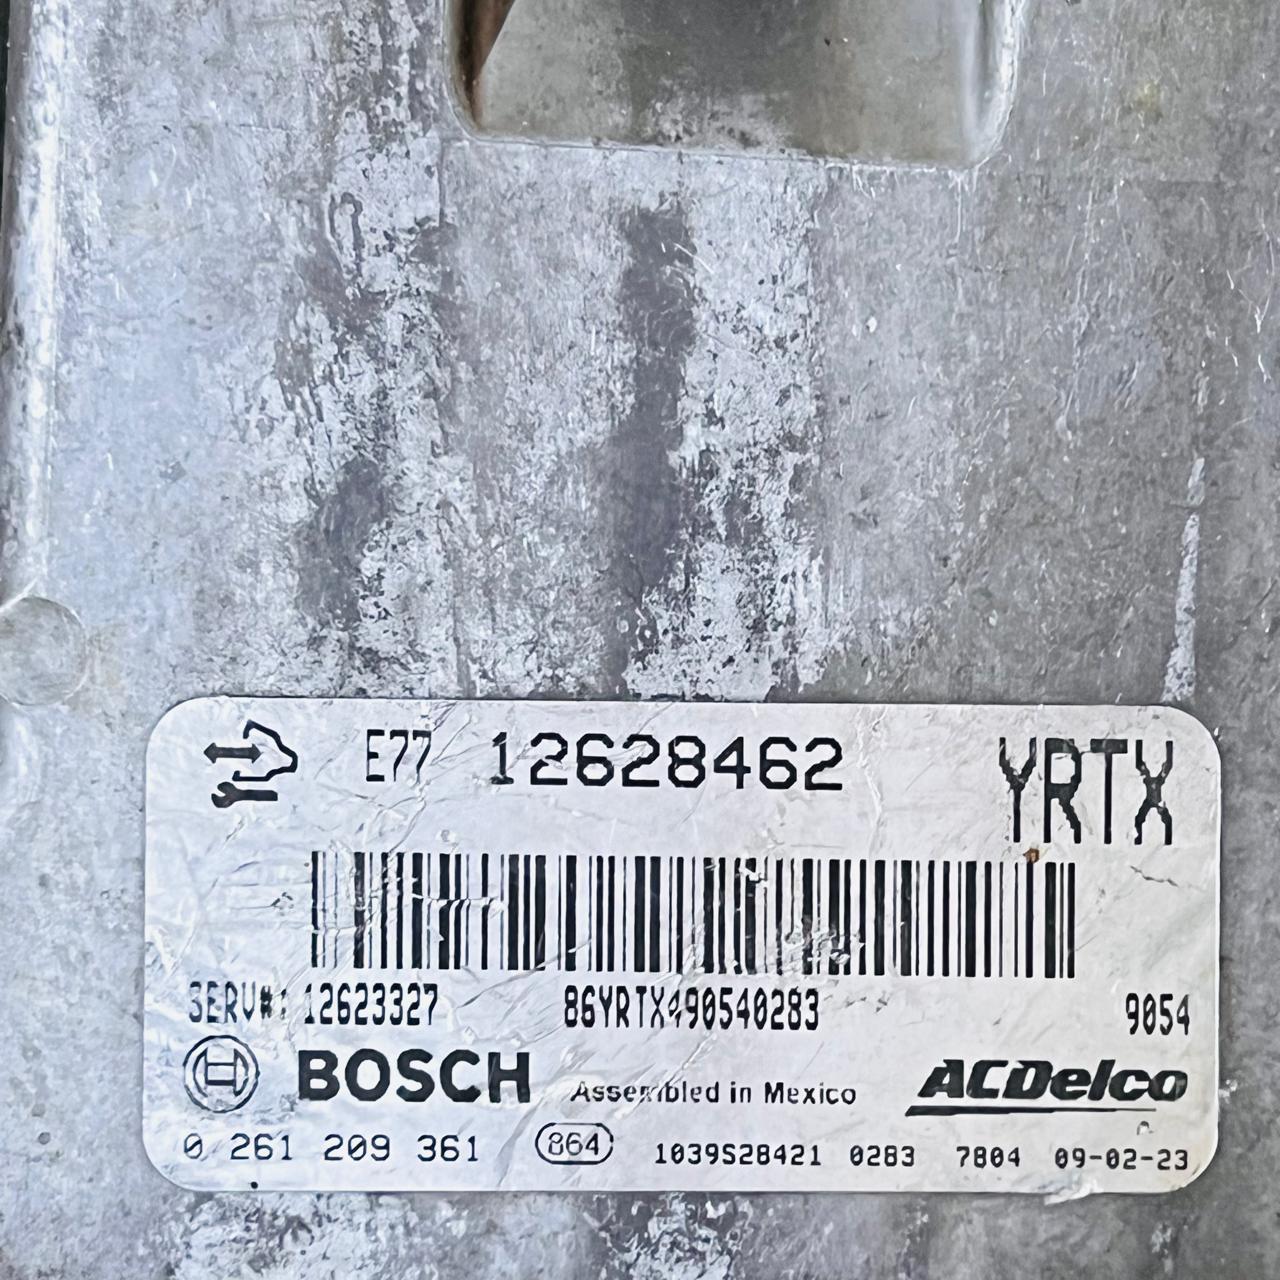 E77 12628462 YRTX
SERV#: 12623327 86YRTX490540283 9054
BOSCH Assembled in Mexico ACDelco
0 261 209 361 864 1039S28421 0283 7804 09-02-23